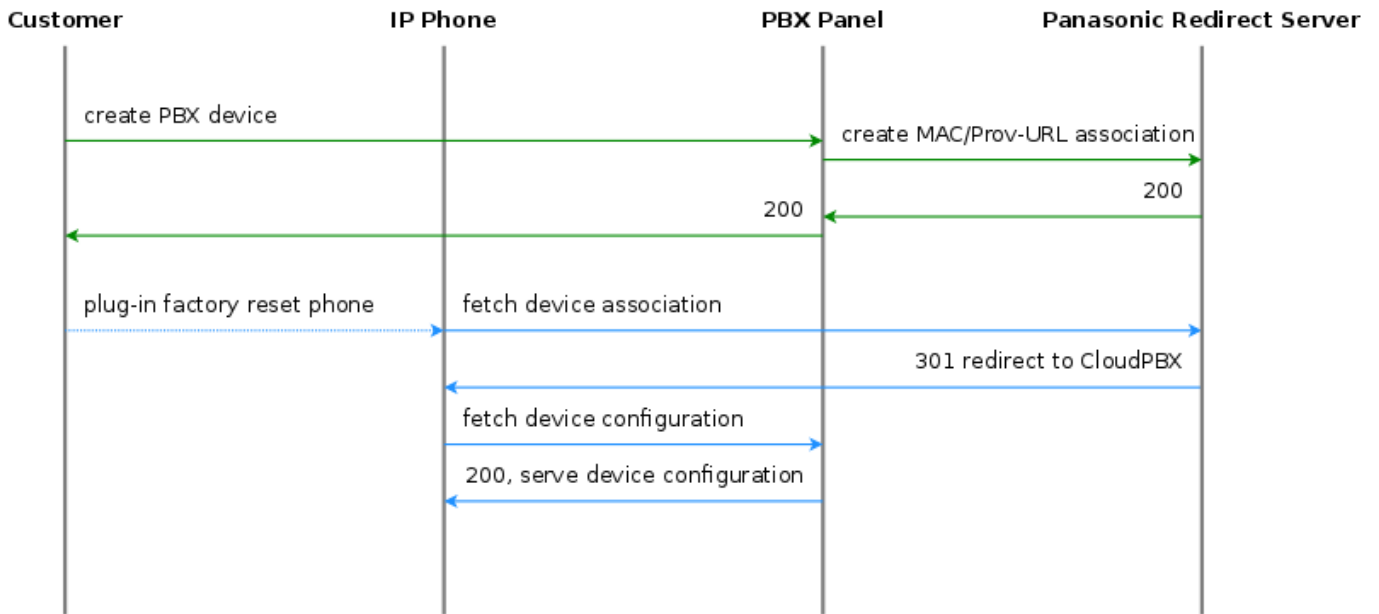 Customer
IP Phone
PBX Panel
Panasonic Redirect Server
create PBX device
create MAC/Prov-URL association
200
200
plug-in factory reset phone
fetch device association
301 redirect to CloudPBX
fetch device configuration
200, serve device configuration